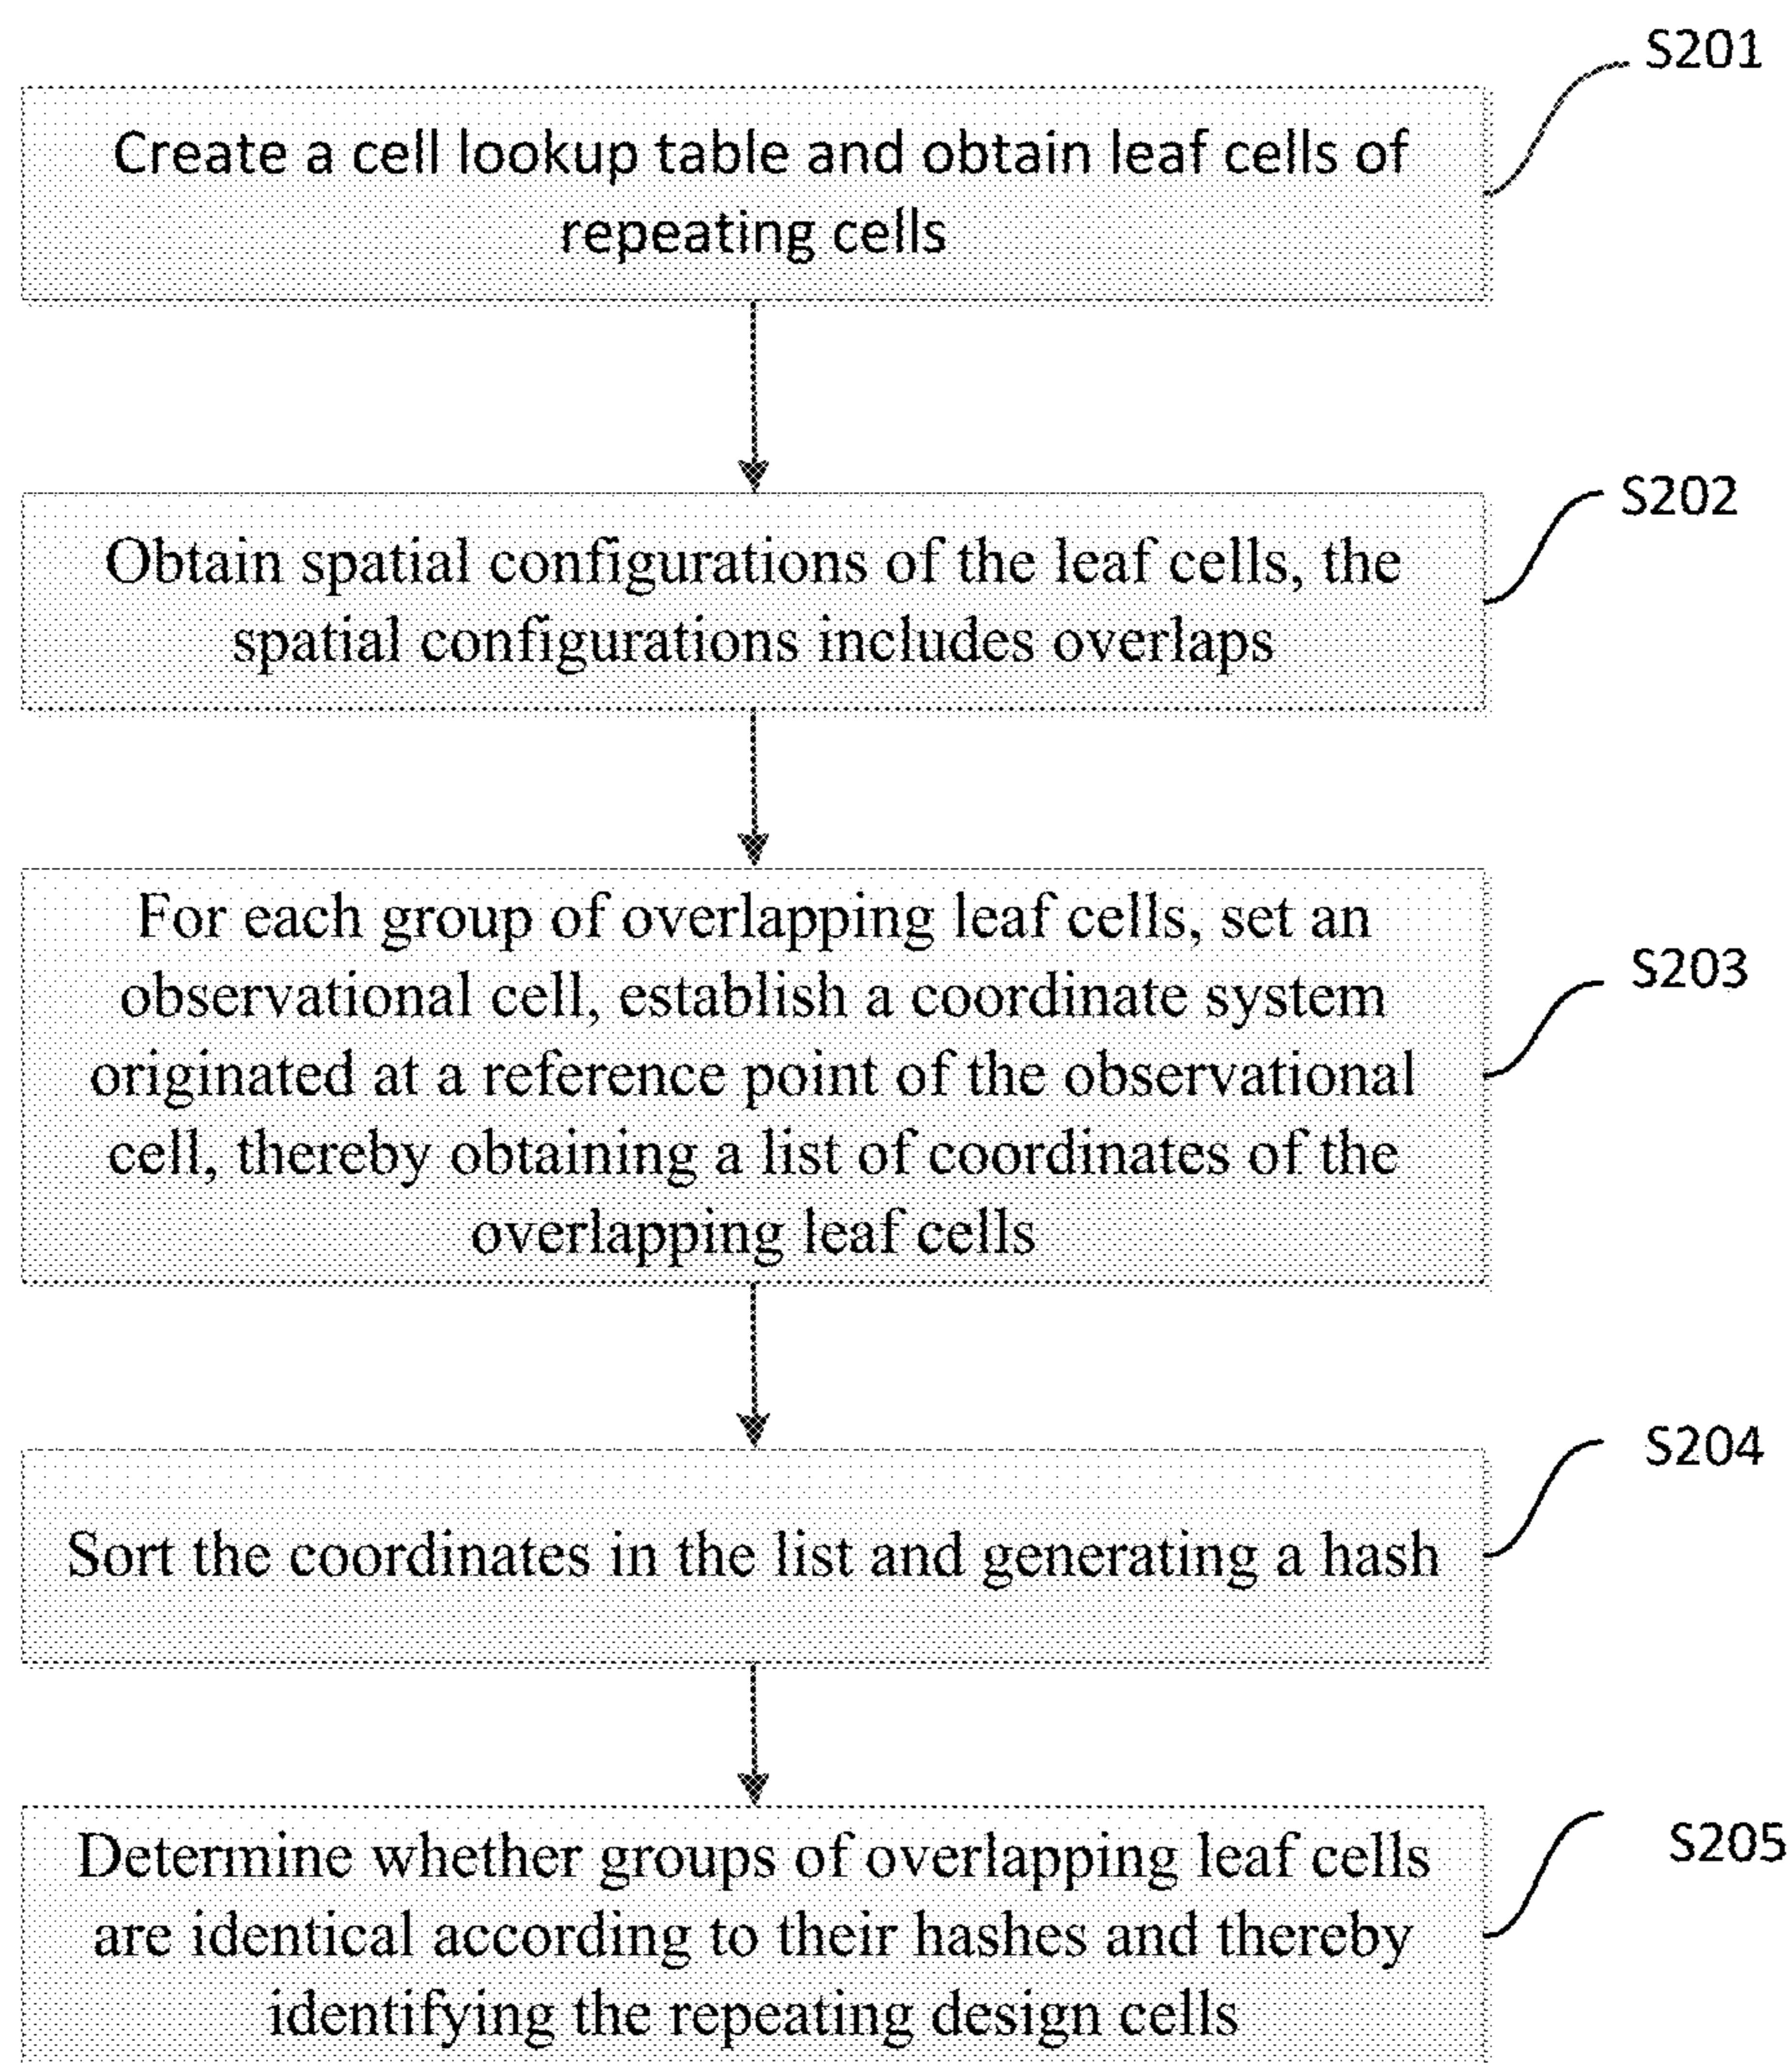 S201
Create a cell lookup table and obtain leaf cells of
repeating cells
S202
Obtain spatial configurations of the leaf cells, the
spatial configurations includes overlaps
For each group of overlapping leaf cells, set an
observational cell, establish a coordinate system
S203
originated at a reference point of the observational
cell, thereby obtaining a list of coordinates of the
overlapping leaf cells
S204
Sort the coordinates in the list and generating a hash
S205
Determine whether groups of overlapping leaf cells
are identical according to their hashes and thereby
identifying the repeating design cells